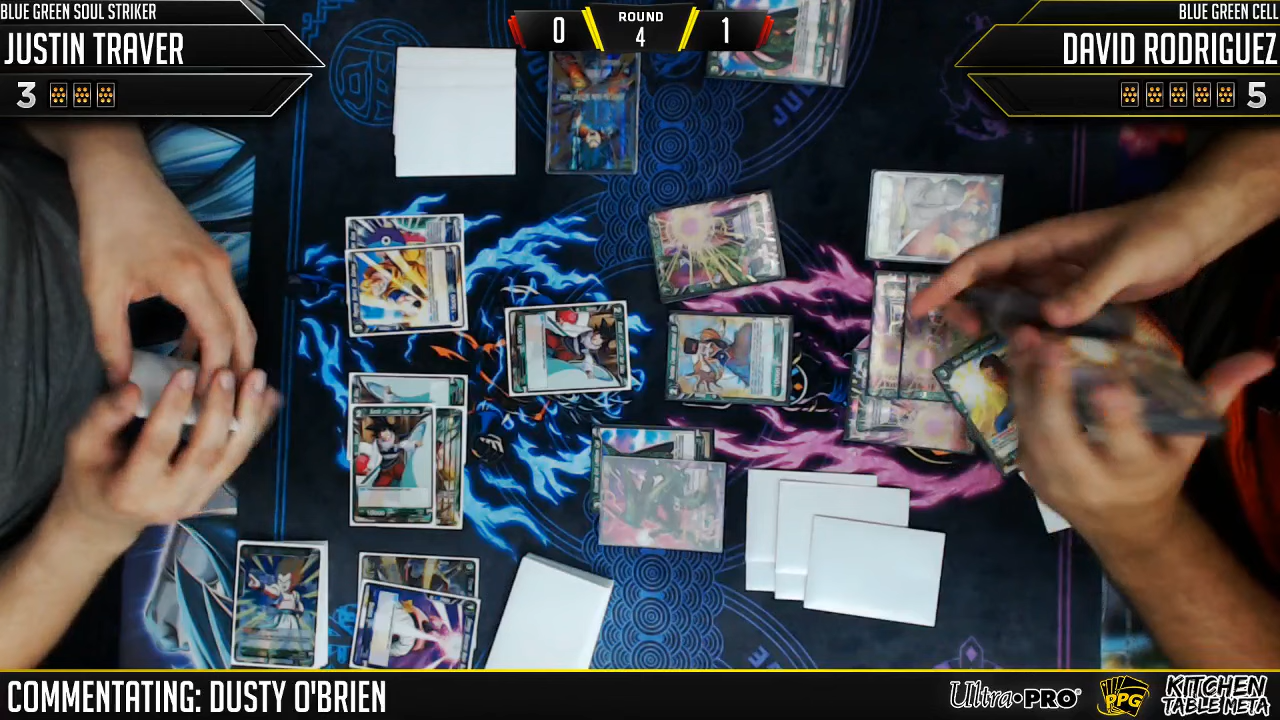 BLUE GREEN SOUL STRIKER
JUSTIN TRAVER
3
0
ROUND
4
1
BLUE GREEN CELL
DAVID RODRIGUEZ
5
COMMENTATING: DUSTY O'BRIEN
Ultra•PRO
PPG
KITCHEN
TABLE META